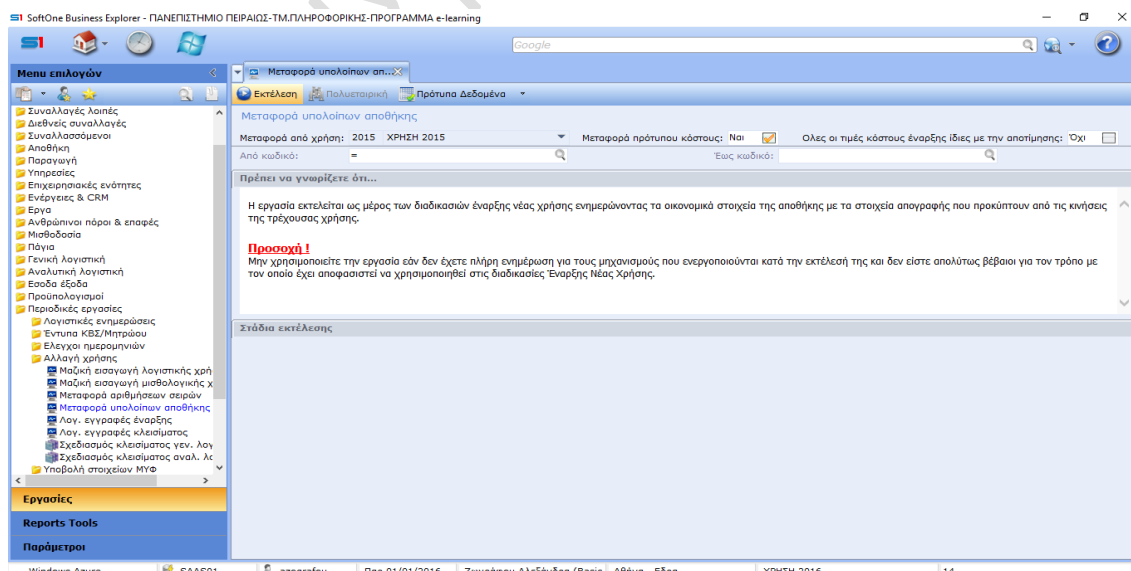 SoftOne Business Explorer - ΠΑΝΕΠΙΣΤΗΜΙΟ ΠΕΙΡΑΙΩΣ-ΤΜ.ΠΛΗΡΟΦΟΡΙΚΗΣ-ΠΡΟΓΡΑΜΜΑ e-learning
Google
Menu επιλογών
Συναλλαγές λοιπές
Διεθνείς συναλλαγές
Συναλλασσόμενοι
Αποθήκη
Παραγωγή
Υπηρεσίες
Επιχειρησιακές ενότητες
Ενέργειες & CRM
Εργα
Ανθρώπινοι πόροι & επαφές
Μισθοδοσία
Πάγια
Γενική λογιστική
Αναλυτική λογιστική
Εσοδα έξοδα
Προϋπολογισμοί
Περιοδικές εργασίες
Λογιστικές ενημερώσεις
Έντυπα ΚΒΣ/Μητρώου
Ελεγχοι ημερομηνιών
Αλλαγή χρήσης
Μαζική εισαγωγή λογιστικής χρή
Μαζική εισαγωγή μισθολογικής χ
Μεταφορά αριθμήσεων σειρών
Μεταφορά υπολοίπων αποθήκης
Λογ. εγγραφές έναρξης
Λογ. εγγραφές κλεισίματος
Σχεδιασμός κλεισίματος γεν. λογ
Σχεδιασμός κλεισίματος αναλ. λο
Υποβολή στοιχείων ΜΥΦ
Εργασίες
Reports Tools
Παράμετροι
Μεταφορά υπολοίπων απ...
Εκτέλεση Πολυεταιρική Πρότυπα Δεδομένα
Μεταφορά υπολοίπων αποθήκης
Μεταφορά από χρήση: 2015 ΧΡΗΣΗ 2015 Μεταφορά πρότυπου κόστους: Ναι Ολες οι τιμές κόστους έναρξης ίδιες με την αποτίμησης: Όχι
Από κωδικό: = Έως κωδικό:
Πρέπει να γνωρίζετε ότι...
Η εργασία εκτελείται ως μέρος των διαδικασιών έναρξης νέας χρήσης ενημερώνοντας τα οικονομικά στοιχεία της αποθήκης με τα στοιχεία απογραφής που προκύπτουν από τις κινήσεις
της τρέχουσας χρήσης.
Προσοχή !
Μην χρησιμοποιείτε την εργασία εάν δεν έχετε πλήρη ενημέρωση για τους μηχανισμούς που ενεργοποιούνται κατά την εκτέλεσή της και δεν είστε απολύτως βέβαιοι για τον τρόπο με
τον οποίο έχει αποφασιστεί να χρησιμοποιηθεί στις διαδικασίες Έναρξης Νέας Χρήσης.
Στάδια εκτέλεσης